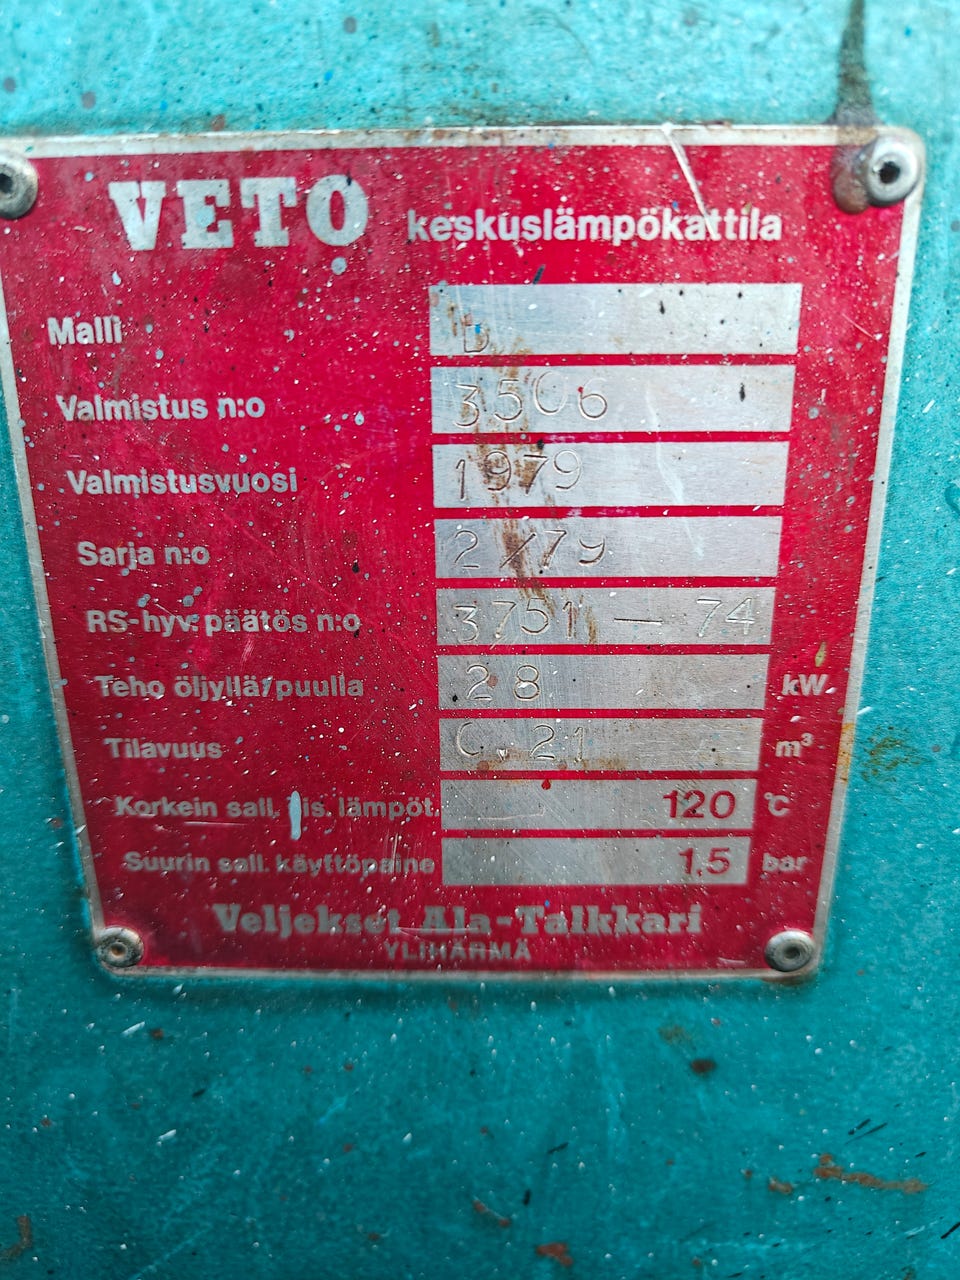 VETO keskuslämpökattila
Malli D
Valmistus n:o 3506
Valmistusvuosi 1979
Sarja n:o 2/79
RS-hyv. päätös n:o 3751 — 74
Teho öljyllä/puulla 28 kW
Tilavuus 0.21 m³
Korkein sall. lämpöt. 120 °C
Suurin sall. käyttöpaine 1,5 bar
Veljekset Ala-Talkkari
YLIHÄRMÄ